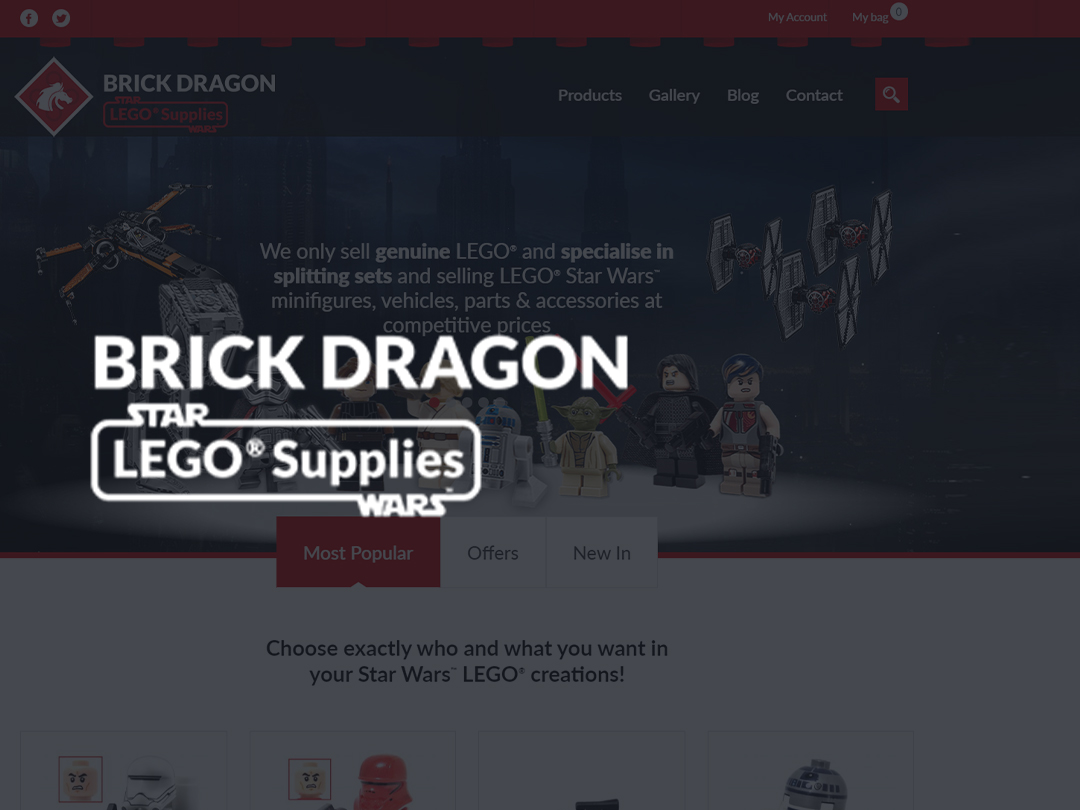 My Account
My bag
0
BRICK DRAGON
STAR
LEGO® Supplies
WARS
Products
Gallery
Blog
Contact
We only sell genuine LEGO® and specialise in
splitting sets and selling LEGO® Star Wars™
minifigures, vehicles, parts & accessories at
competitive prices
BRICK DRAGON
STAR
LEGO® Supplies
WARS™
Most Popular
Offers
New In
Choose exactly who and what you want in
your Star Wars™ LEGO® creations!